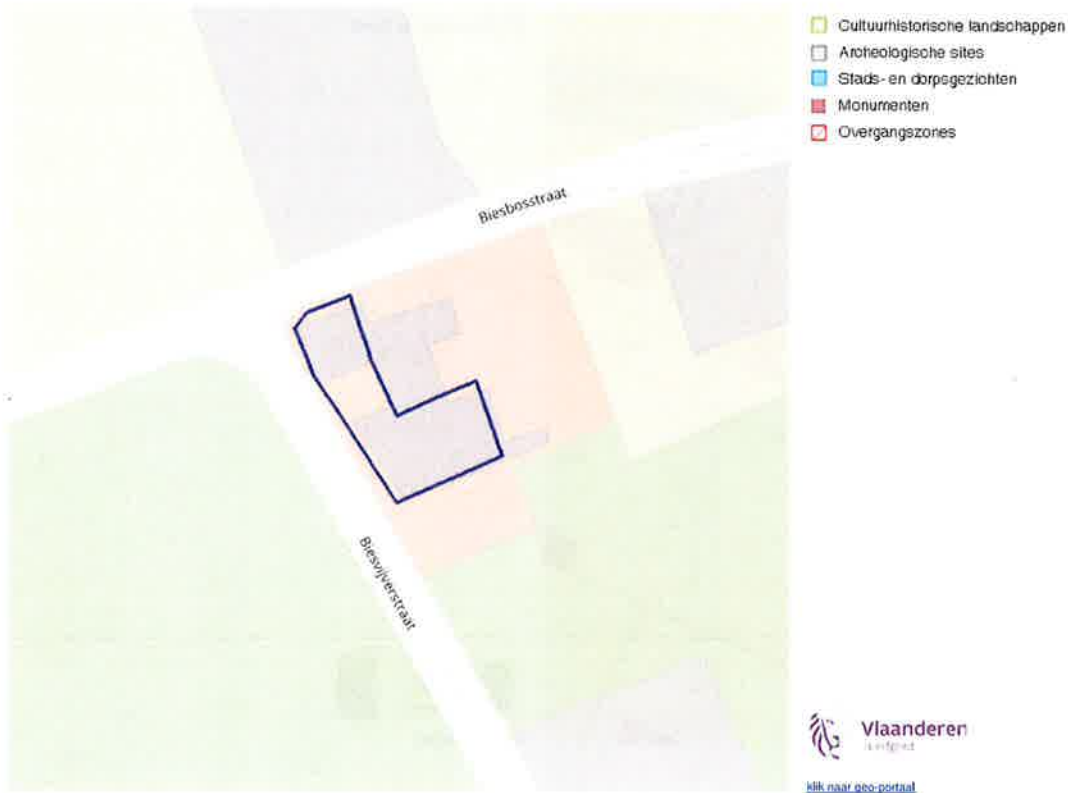 Cultuurhistorische landschappen
Archeologische sites
Stads- en dorpsgezichten
Monumenten
Overgangszones
Biesbosstraat
Biesvijverstraat
Vlaanderen
klik naar geo-portaal